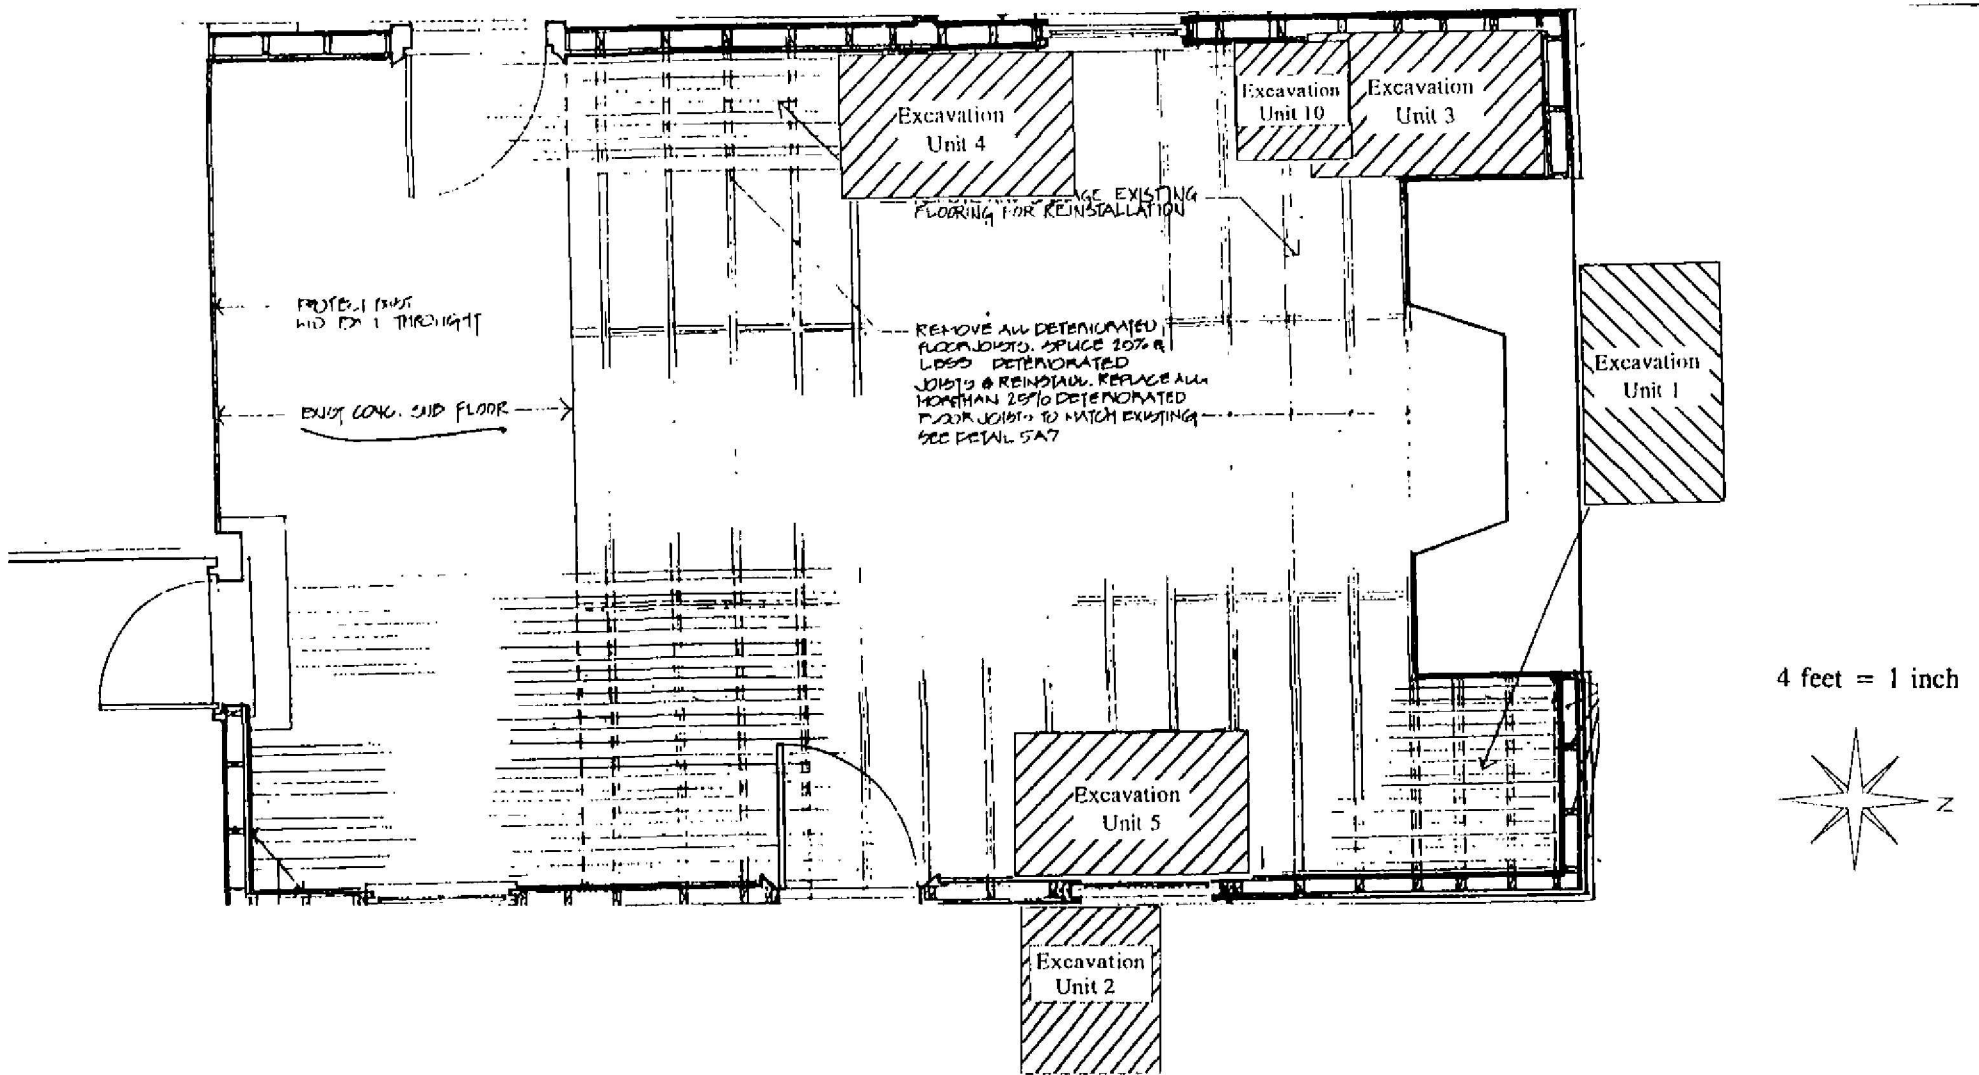 Excavation
Unit 4
Excavation
Unit 10
Excavation
Unit 3
EXISTING
FLOORING FOR REINSTALLATION
Excavation
Unit 1
REMOVE ALL DETERIORATED
FLOOR JOISTS. SPLICE 20% &
LESS DETERIORATED
JOISTS & REINSTALL. REPLACE ALL
MORE THAN 25% DETERIORATED
FLOOR JOISTS TO MATCH EXISTING
SEE DETAIL 5A7
EXIST CONC. SUB FLOOR
4 feet = 1 inch
N
Excavation
Unit 5
Excavation
Unit 2